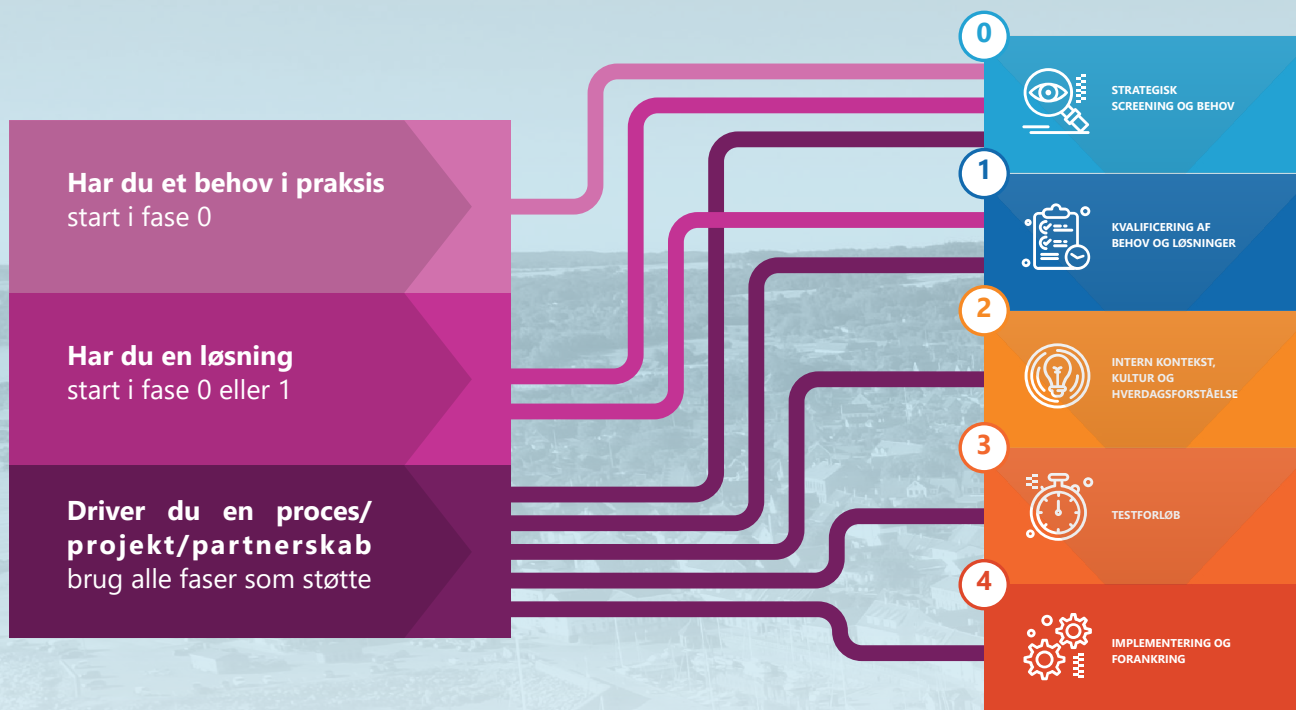 Har du et behov i praksis
start i fase 0
Har du en løsning
start i fase 0 eller 1
Driver du en proces/
projekt/partnerskab
brug alle faser som støtte
0
STRATEGISK
SCREENING OG BEHOV
1
KVALIFICERING AF
BEHOV OG LØSNINGER
2
INTERN KONTEKST,
KULTUR OG
HVERDAGSFORSTÅELSE
3
TESTFORLØB
4
IMPLEMENTERING OG
FORANKRING